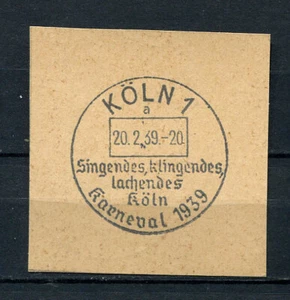 KÖLN 1
a
20.2.39.-20
Singendes, klingendes,
lachendes
Köln
Karneval 1939